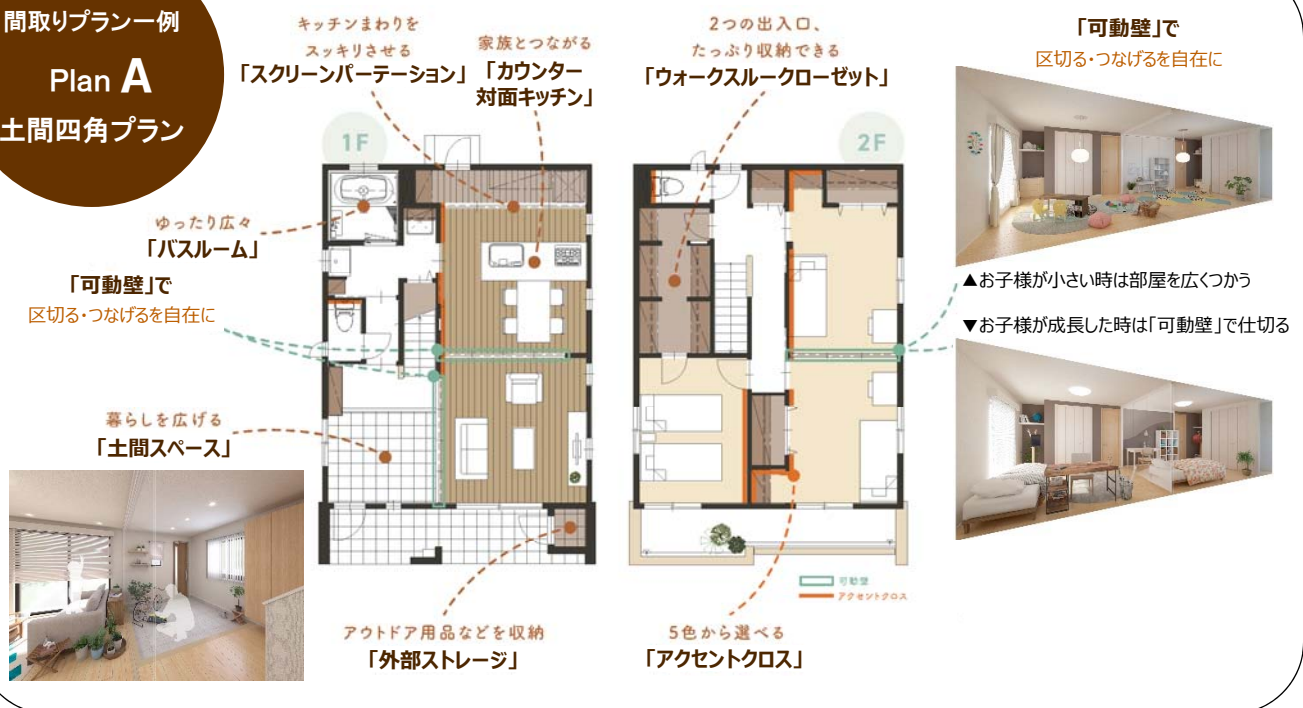 間取りプラン一例
Plan A
土間四角プラン
キッチンまわりを
スッキリさせる
「スクリーンパーテーション」
家族とつながる
「カウンター
対面キッチン」
2つの出入口、
たっぷり収納できる
「ウォークスルークローゼット」
「可動壁」で
区切る・つなげるを自在に
1F
2F
ゆったり広々
「バスルーム」
「可動壁」で
区切る・つなげるを自在に
▲お子様が小さい時は部屋を広くつかう
▼お子様が成長した時は「可動壁」で仕切る
暮らしを広げる
「土間スペース」
可動壁
アクセントクロス
アウトドア用品などを収納
「外部ストレージ」
5色から選べる
「アクセントクロス」